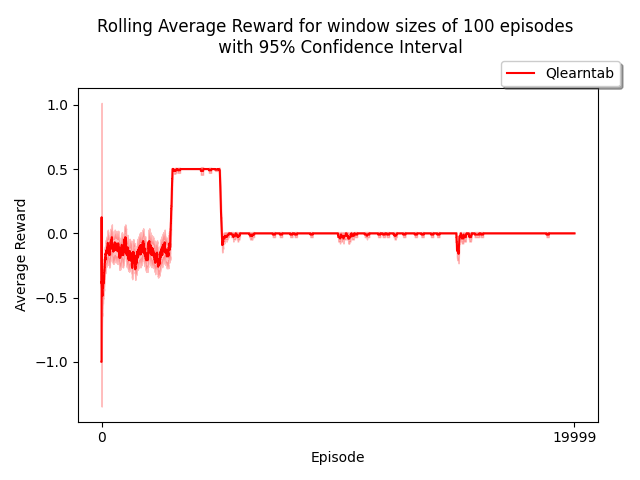 Rolling Average Reward for window sizes of 100 episodes
with 95% Confidence Interval
Qlearntab
1.0
0.5
0.0
−0.5
−1.0
Average Reward
0
19999
Episode